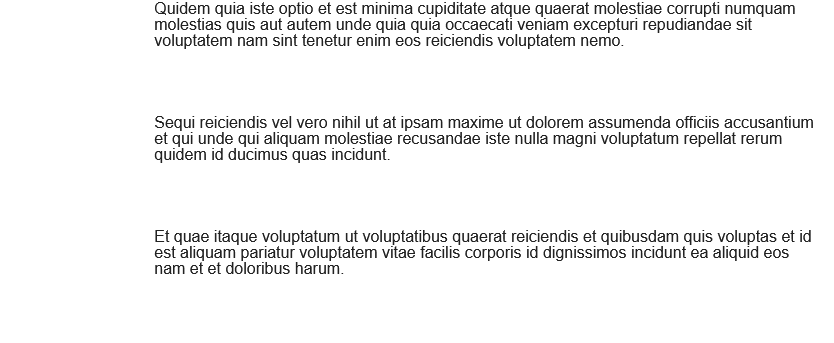 Quidem quia iste optio et est minima cupiditate atque quaerat molestiae corrupti numquam
molestias quis aut autem unde quia quia occaecati veniam excepturi repudiandae sit
voluptatem nam sint tenetur enim eos reiciendis voluptatem nemo.
Sequi reiciendis vel vero nihil ut at ipsam maxime ut dolorem assumenda officiis accusantium
et qui unde qui aliquam molestiae recusandae iste nulla magni voluptatum repellat rerum
quidem id ducimus quas incidunt.
Et quae itaque voluptatum ut voluptatibus quaerat reiciendis et quibusdam quis voluptas et id
est aliquam pariatur voluptatem vitae facilis corporis id dignissimos incidunt ea aliquid eos
nam et et doloribus harum.